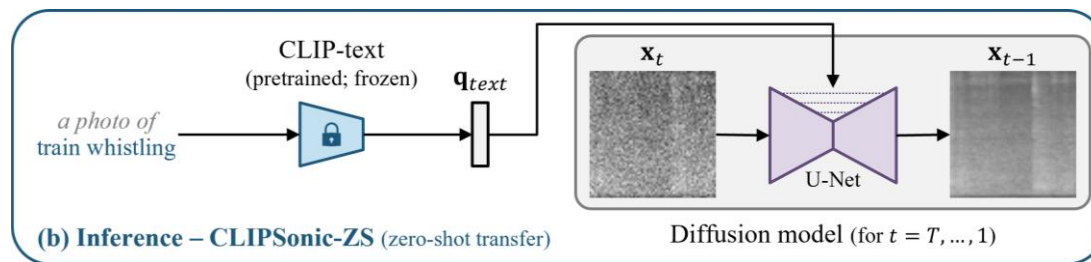 CLIP-text
(pretrained; frozen)
q_text
x_t
x_{t-1}
a photo of
train whistling
U-Net
(b) Inference – CLIPSonic-ZS (zero-shot transfer)
Diffusion model (for t = T, ..., 1)